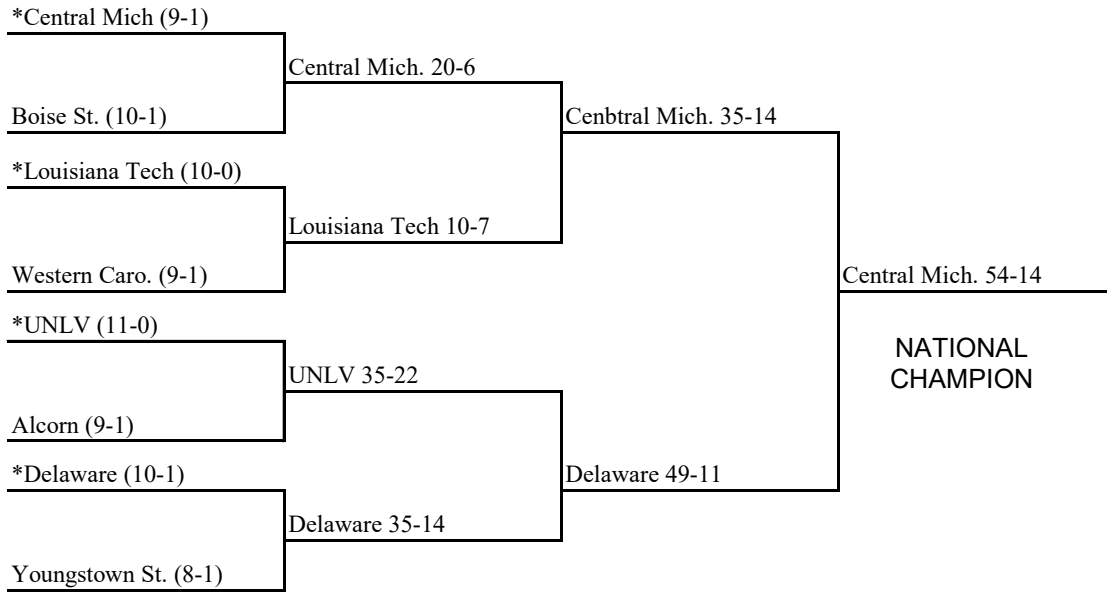 *Central Mich (9-1)
Central Mich. 20-6
Boise St. (10-1)
Cenbtral Mich. 35-14
*Louisiana Tech (10-0)
Louisiana Tech 10-7
Western Caro. (9-1)
Central Mich. 54-14
*UNLV (11-0)
NATIONAL
CHAMPION
UNLV 35-22
Alcorn (9-1)
*Delaware (10-1)
Delaware 49-11
Delaware 35-14
Youngstown St. (8-1)